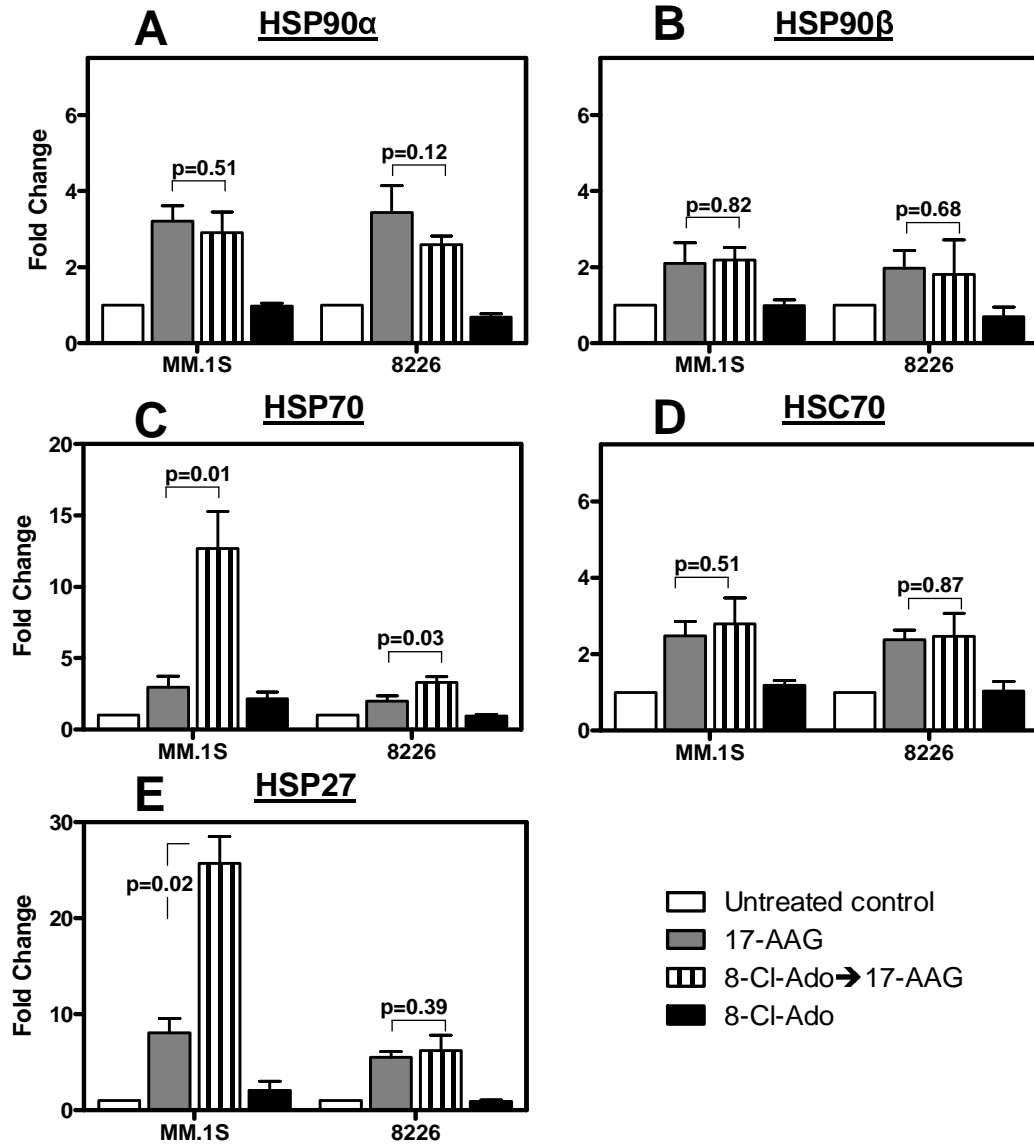 A HSP90α
Fold Change
6
4
2
0
p=0.51
p=0.12
MM.1S 8226
B HSP90β
6
4
2
0
p=0.82
p=0.68
MM.1S 8226
C HSP70
Fold Change
20
15
10
5
0
p=0.01
p=0.03
MM.1S 8226
D HSC70
6
4
2
0
p=0.51
p=0.87
MM.1S 8226
E HSP27
Fold Change
30
20
10
0
p=0.02
p=0.39
MM.1S 8226
Untreated control
17-AAG
8-Cl-Ado➔17-AAG
8-Cl-Ado